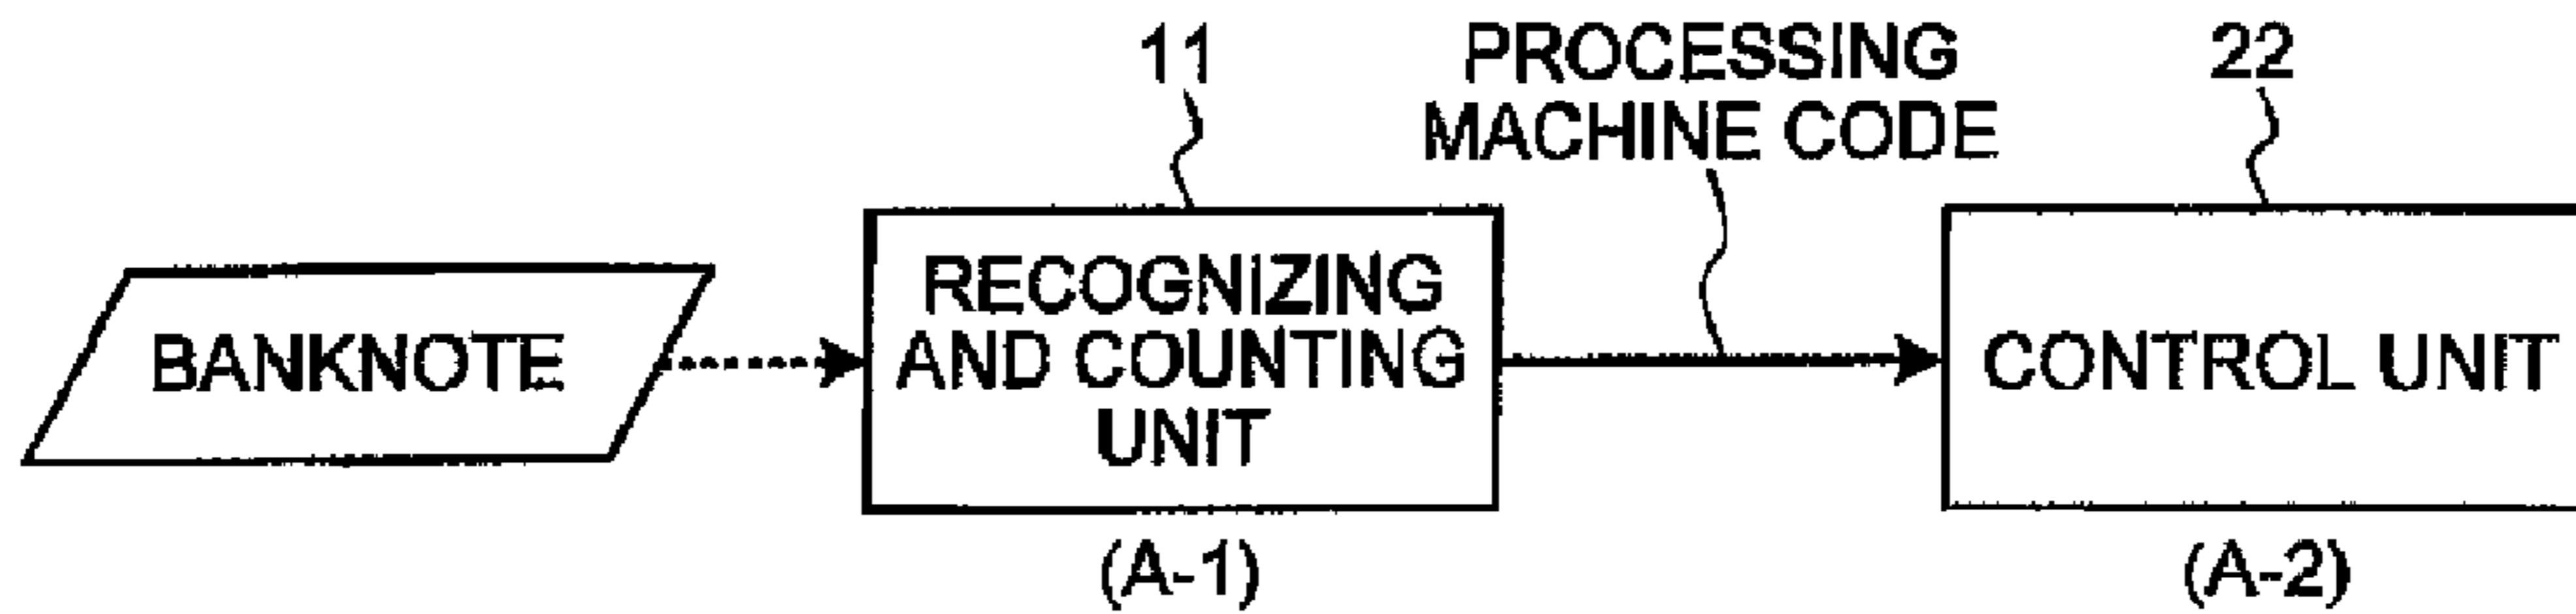 11
PROCESSING
MACHINE CODE
22
BANKNOTE
RECOGNIZING
AND COUNTING
UNIT
CONTROL UNIT
(A-1)
(A-2)